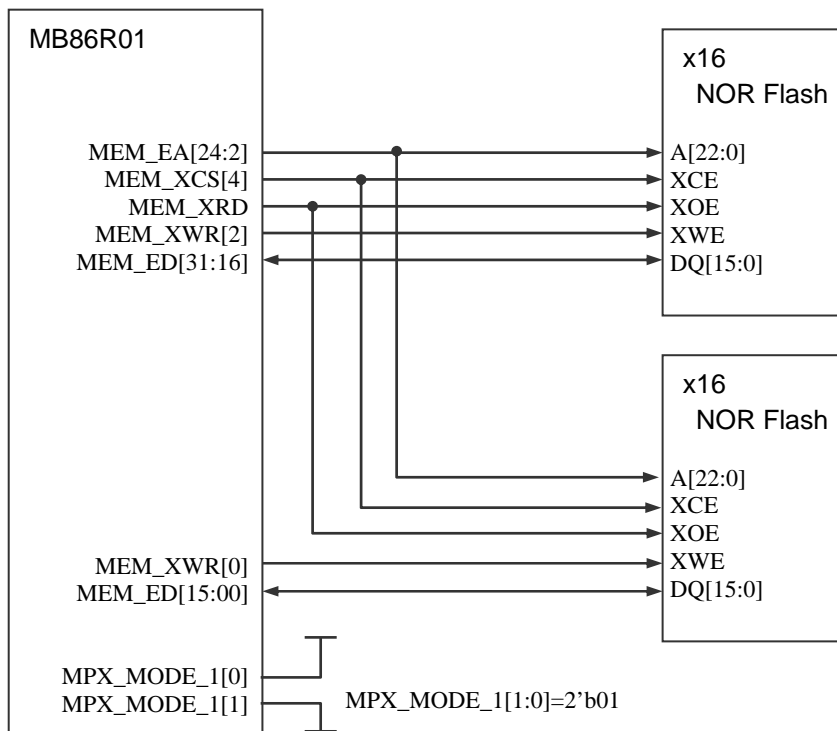 MB86R01
MEM_EA[24:2]
MEM_XCS[4]
MEM_XRD
MEM_XWR[2]
MEM_ED[31:16]
x16
NOR Flash
A[22:0]
XCE
XOE
XWE
DQ[15:0]
x16
NOR Flash
A[22:0]
XCE
XOE
XWE
DQ[15:0]
MEM_XWR[0]
MEM_ED[15:00]
MPX_MODE_1[0]
MPX_MODE_1[1]
MPX_MODE_1[1:0]=2’b01